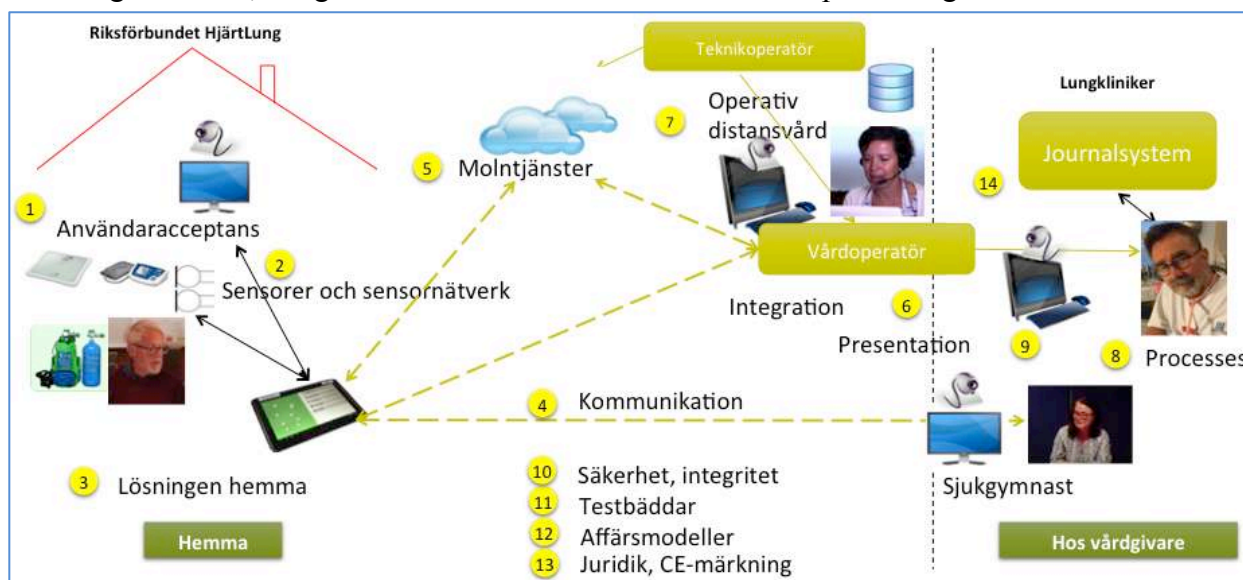 Riksförbundet HjärtLung
Teknikoperatör
Lungkliniker
7 Operativ
distansvård
Journalsystem
5 Molntjänster
14
1
Användaracceptans
2
Sensorer och sensornätverk
Vårdoperatör
Integration
6
Presentation
9
8 Processes
4 Kommunikation
3 Lösningen hemma
10 Säkerhet, integritet
11 Testbäddar
12 Affärsmodeller
13 Juridik, CE-märkning
Sjukgymnast
Hemma
Hos vårdgivare